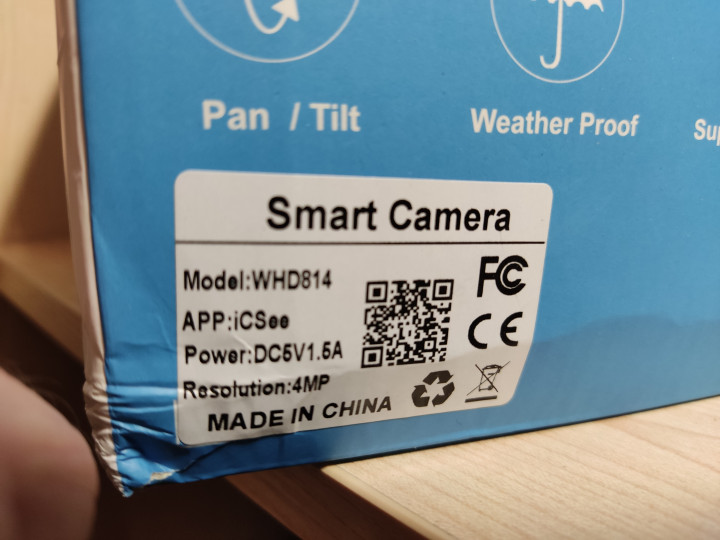 Pan / Tilt
Weather Proof
Smart Camera
Model:WHD814
APP:iCSee
Power:DC5V1.5A
Resolution:4MP
MADE IN CHINA
FC
CE